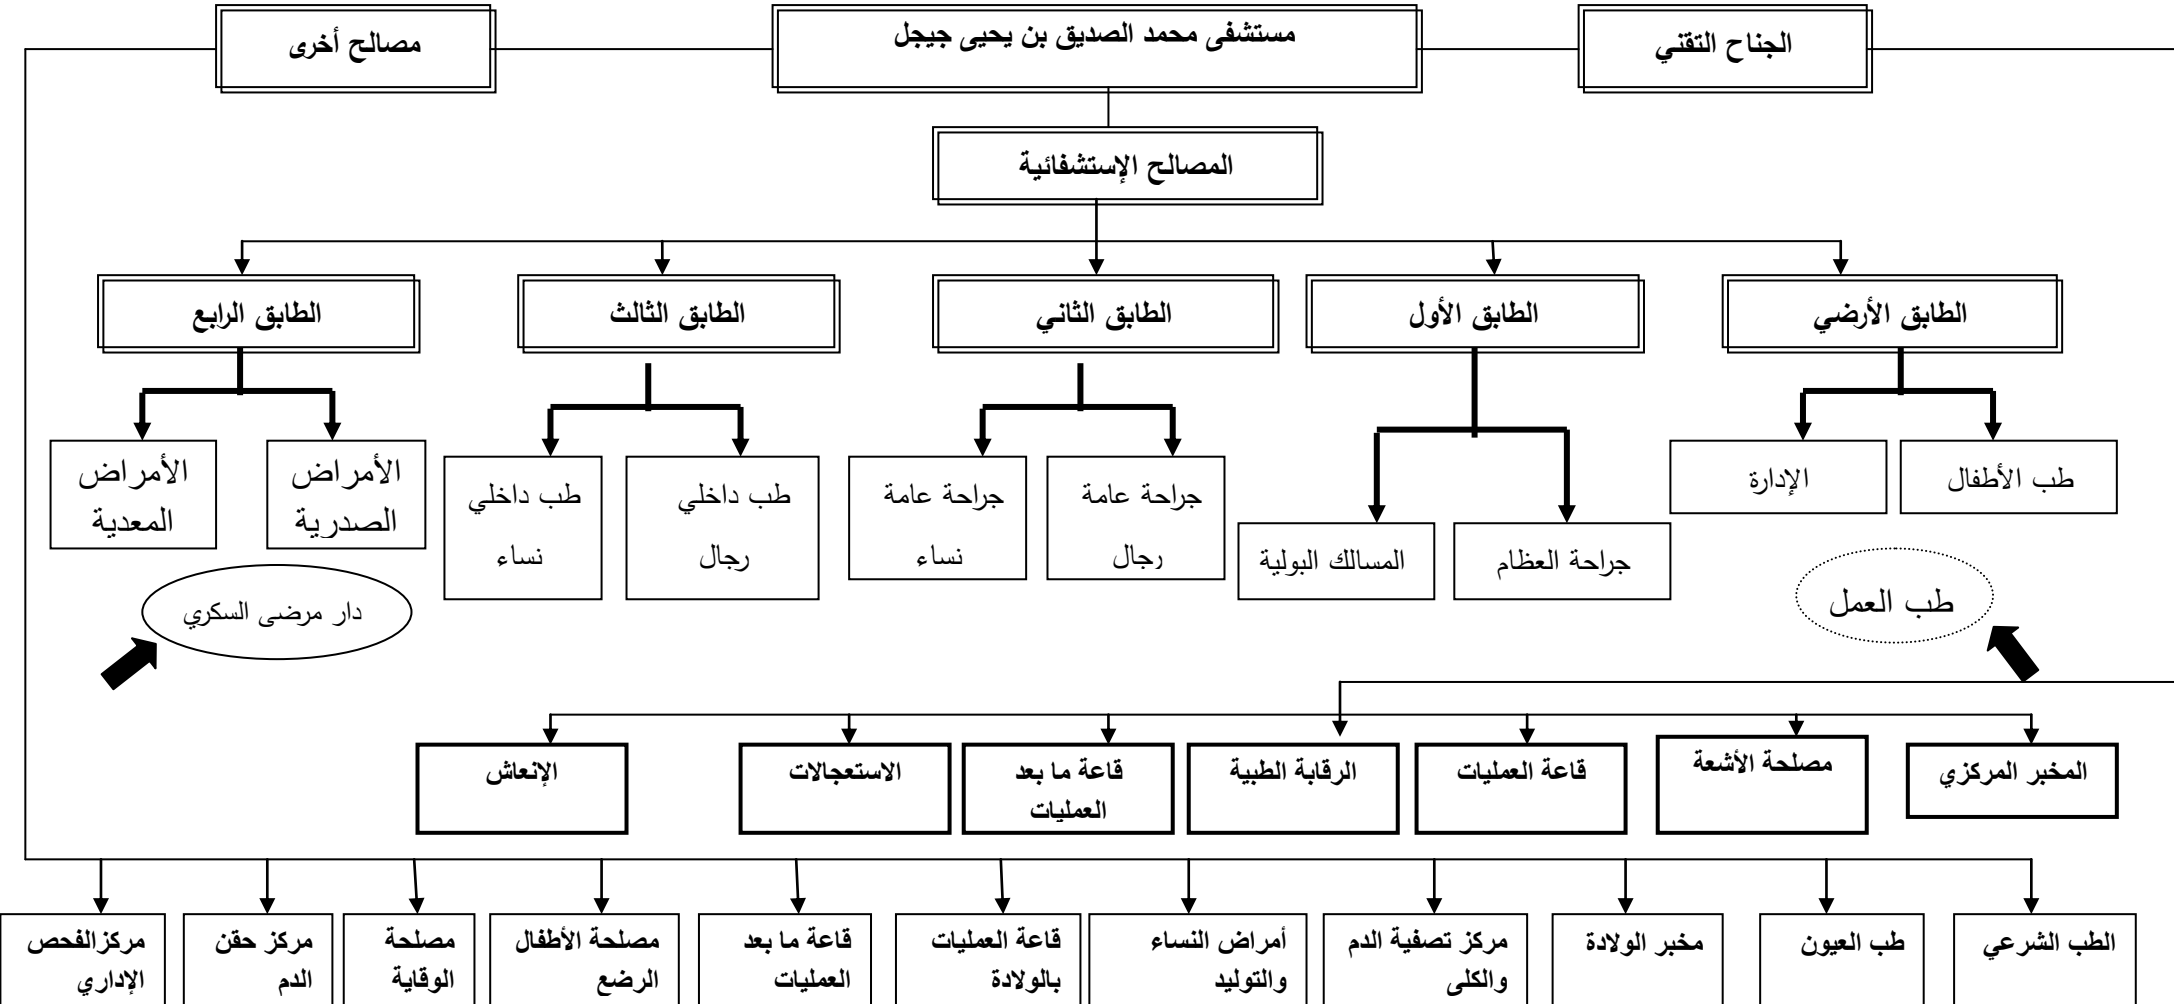 الجناح التقني
مستشفى محمد الصديق بن يحيى جيجل
مصالح أخرى
المصالح الإستشفائية
الطابق الأرضي
الطابق الأول
الطابق الثاني
الطابق الثالث
الطابق الرابع
طب الأطفال
الإدارة
جراحة العظام
المسالك البولية
جراحة عامة
رجال
جراحة عامة
نساء
طب داخلي
رجال
طب داخلي
نساء
الأمراض
الصدرية
الأمراض
المعدية
طب العمل
دار مرضى السكري
المخبر المركزي
مصلحة الأشعة
قاعة العمليات
الرقابة الطبية
قاعة ما بعد
العمليات
الاستعجالات
الإنعاش
الطب الشرعي
طب العيون
مخبر الولادة
مركز تصفية الدم
والكلى
أمراض النساء
والتوليد
قاعة العمليات
بالولادة
قاعة ما بعد
العمليات
مصلحة الأطفال
الرضع
مصلحة
الوقاية
مركز حقن
الدم
مركزالفحص
الإداري